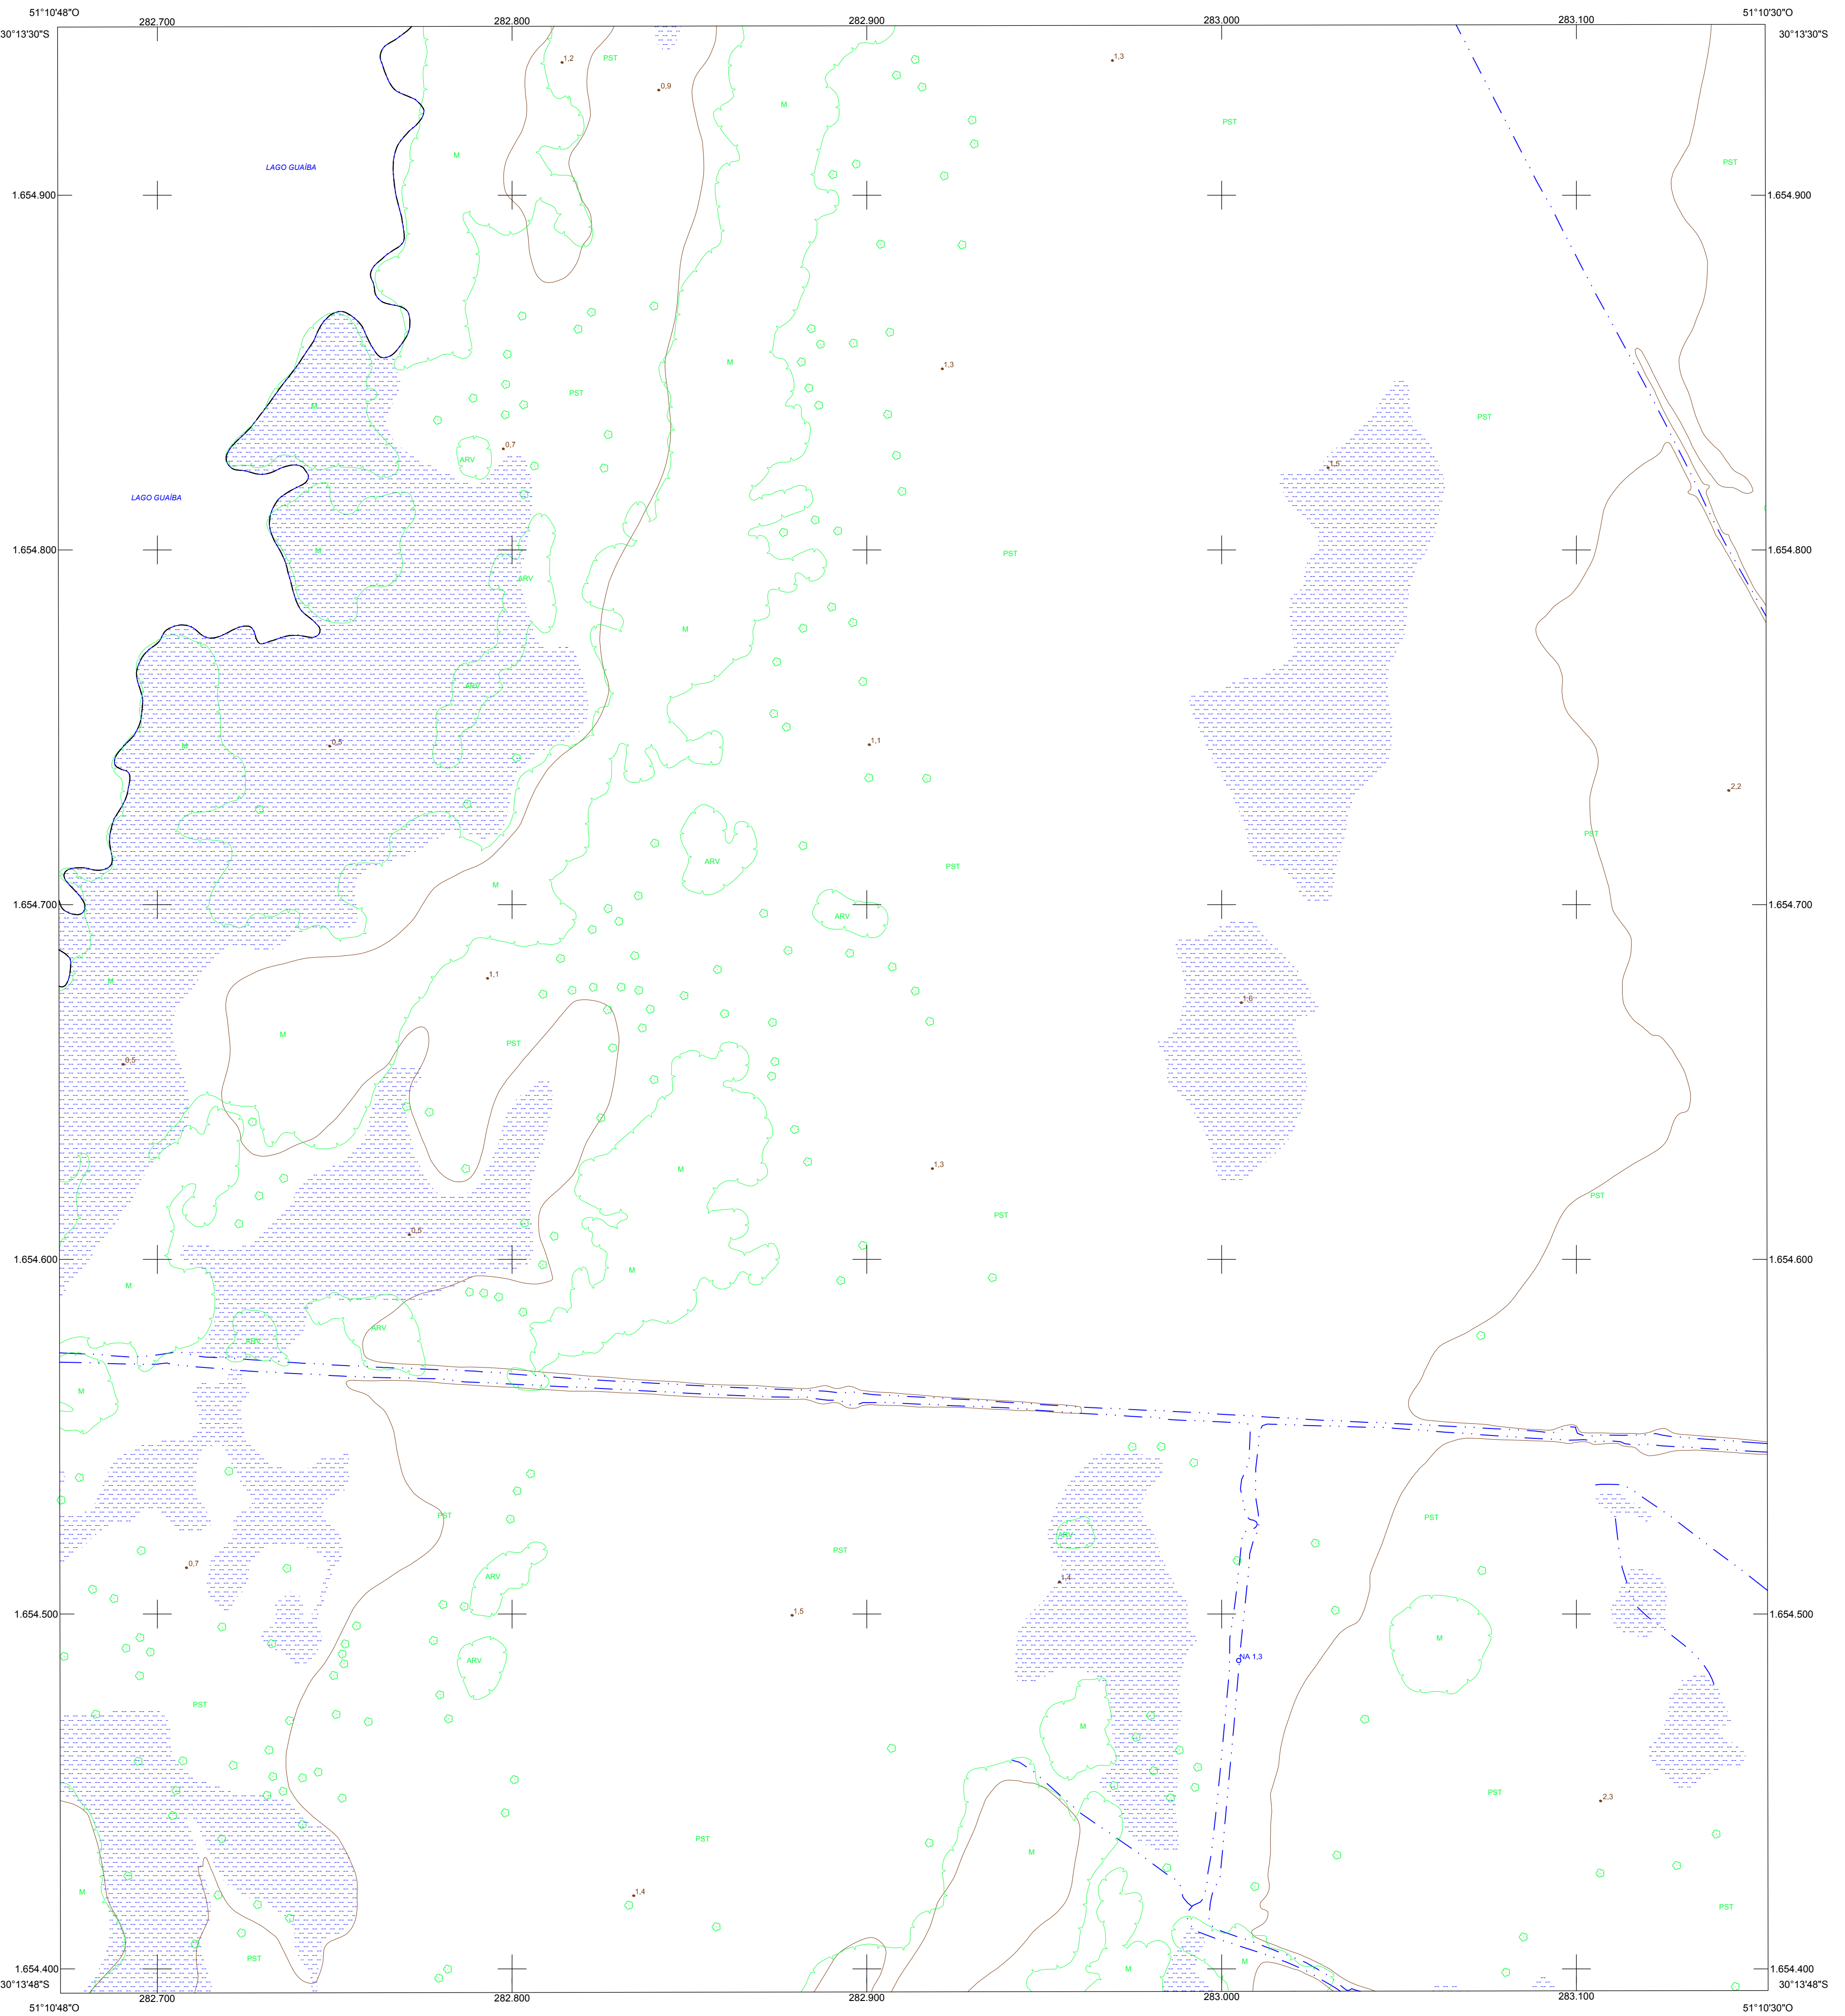 51°10'48"O
282.700
282.800
282.900
283.000
283.100
51°10'30"O
30°13'30"S
30°13'30"S
1,2
PST
1,3
0,9
M
PST
M
PST
LAGO GUAÍBA
1.654.900
1.654.900
M
1,3
PST
M
PST
0,7
ARV
1,5
LAGO GUAÍBA
1.654.800
M
PST
1.654.800
ARV
M
ARV
M
0,5
1,1
2,2
PST
ARV
PST
M
1.654.700
ARV
1.654.700
1,1
M
1,6
M
PST
0,5
1,3
M
PST
PST
0,5
1.654.600
M
1.654.600
M
ARV
ARV
M
PST
PST
ARV
PST
0,7
ARV
1,4
1.654.500
1,5
1.654.500
M
ARV
NA 1,3
PST
M
PST
2,3
PST
M
M
1,4
PST
PST
M
M
1.654.400
1.654.400
30°13'48"S
30°13'48"S
282.700
282.800
282.900
283.000
283.100
51°10'48"O
51°10'30"O